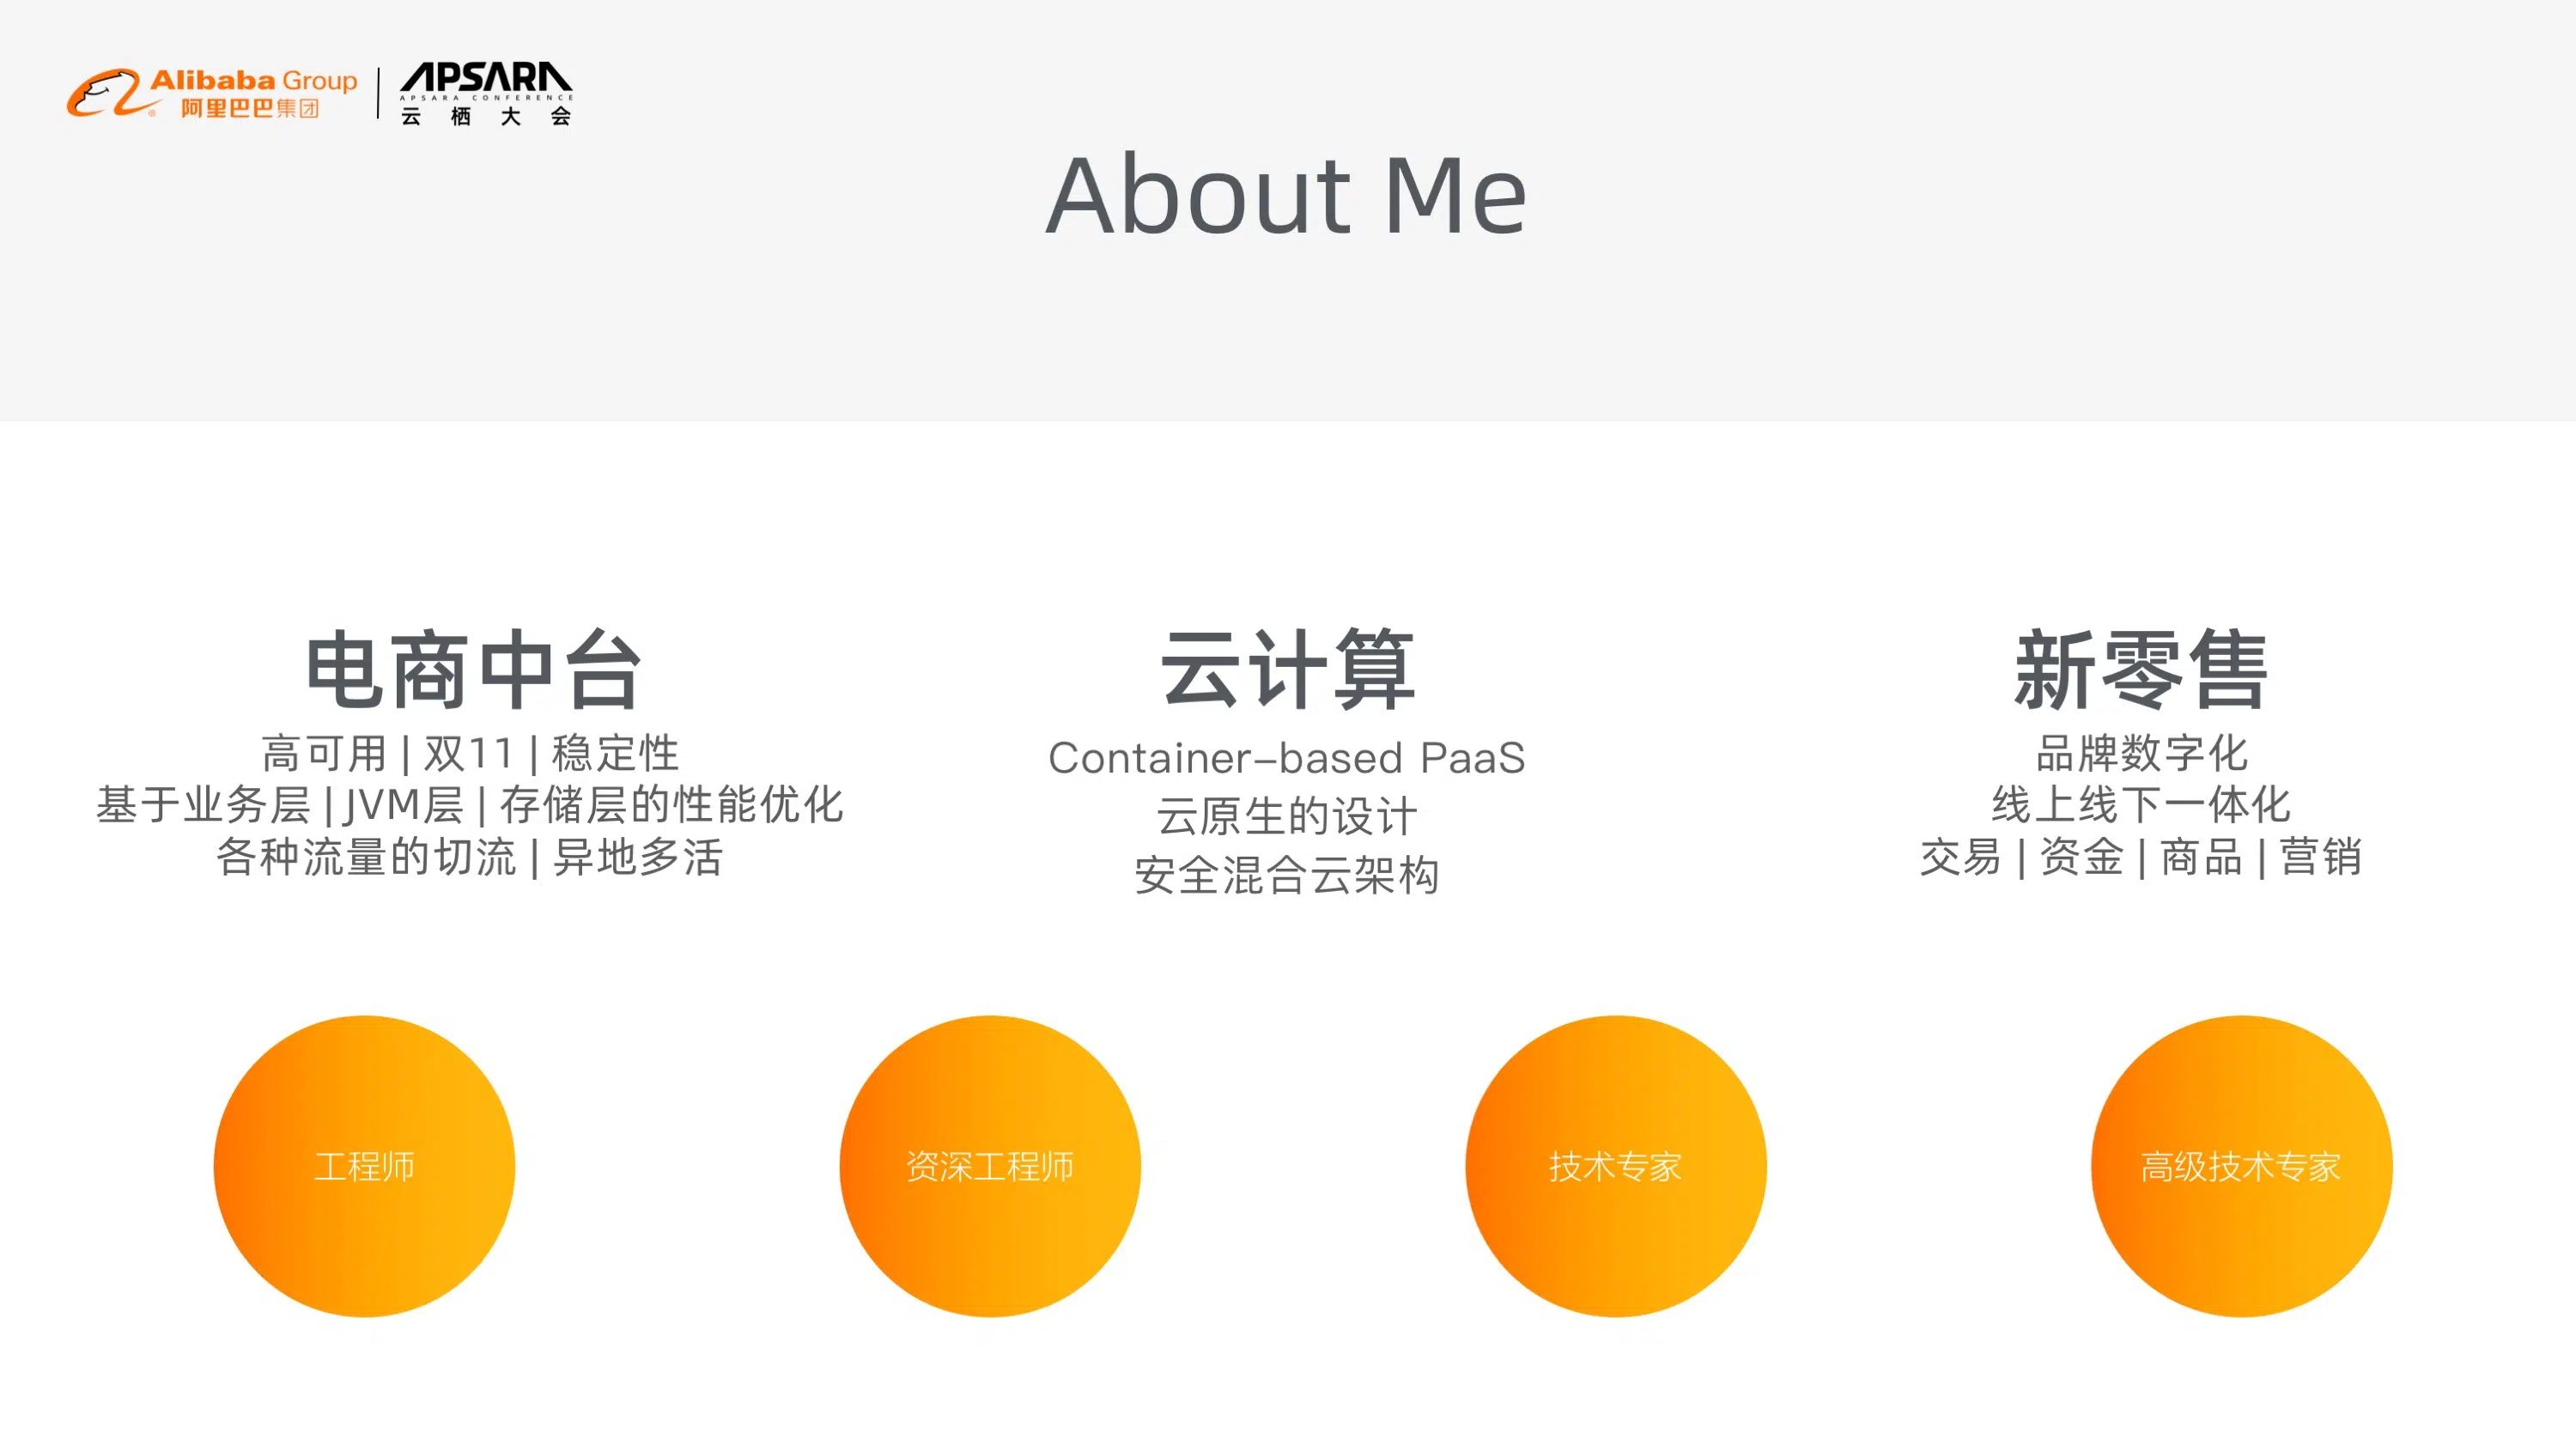 Alibaba Group
阿里巴巴集团
APSARA
APSARA CONFERENCE
云栖大会
About Me
电商中台
高可用 | 双11 | 稳定性
基于业务层 | JVM层 | 存储层的性能优化
各种流量的切流 | 异地多活
云计算
Container-based PaaS
云原生的设计
安全混合云架构
新零售
品牌数字化
线上线下一体化
交易 | 资金 | 商品 | 营销
工程师
资深工程师
技术专家
高级技术专家